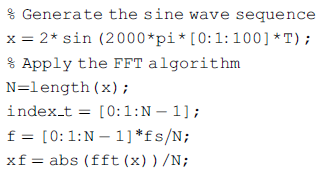 % Generate the sine wave sequence
x = 2* sin (2000*pi*[0:1:100]*T);
% Apply the FFT algorithm
N=length(x);
index_t = [0:1:N – 1];
f = [0:1:N – 1]*fs/N;
xf = abs(fft(x))/N;